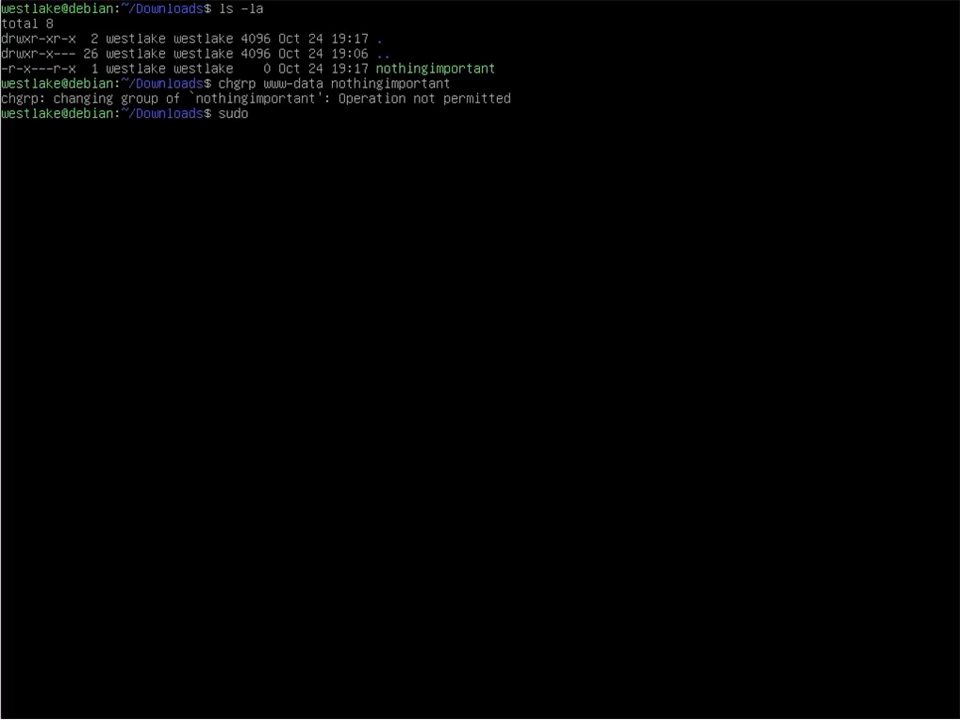 westlake@debian:~/Downloads$ ls -la
total 8
drwxr-xr-x  2 westlake westlake 4096 Oct 24 19:17 .
drwxr-x--- 26 westlake westlake 4096 Oct 24 19:06 ..
-r-x---r-x  1 westlake westlake    0 Oct 24 19:17 nothingimportant
westlake@debian:~/Downloads$ chgrp www-data nothingimportant
chgrp: changing group of `nothingimportant': Operation not permitted
westlake@debian:~/Downloads$ sudo